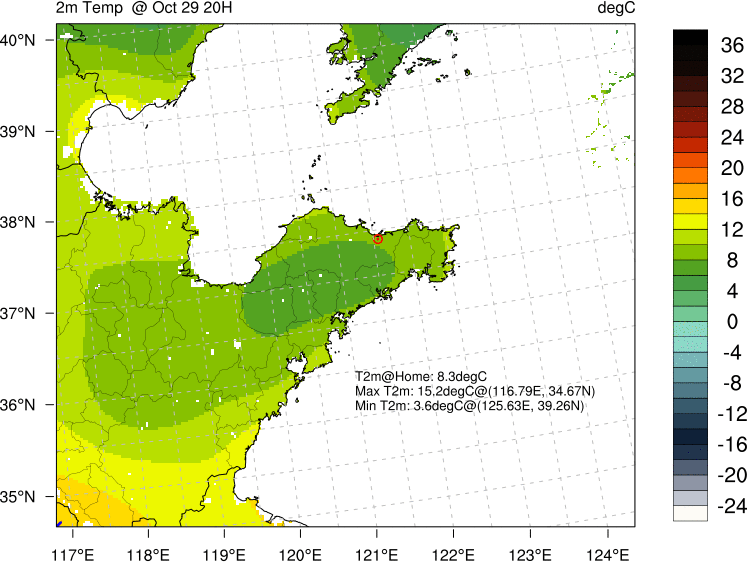 2m Temp @ Oct 29 20H degC
40°N
39°N
38°N
37°N
36°N
35°N
T2m@Home: 8.3degC
Max T2m: 15.2degC@(116.79E, 34.67N)
Min T2m: 3.6degC@(125.63E, 39.26N)
117°E 118°E 119°E 120°E 121°E 122°E 123°E 124°E
36
32
28
24
20
16
12
8
4
0
-4
-8
-12
-16
-20
-24